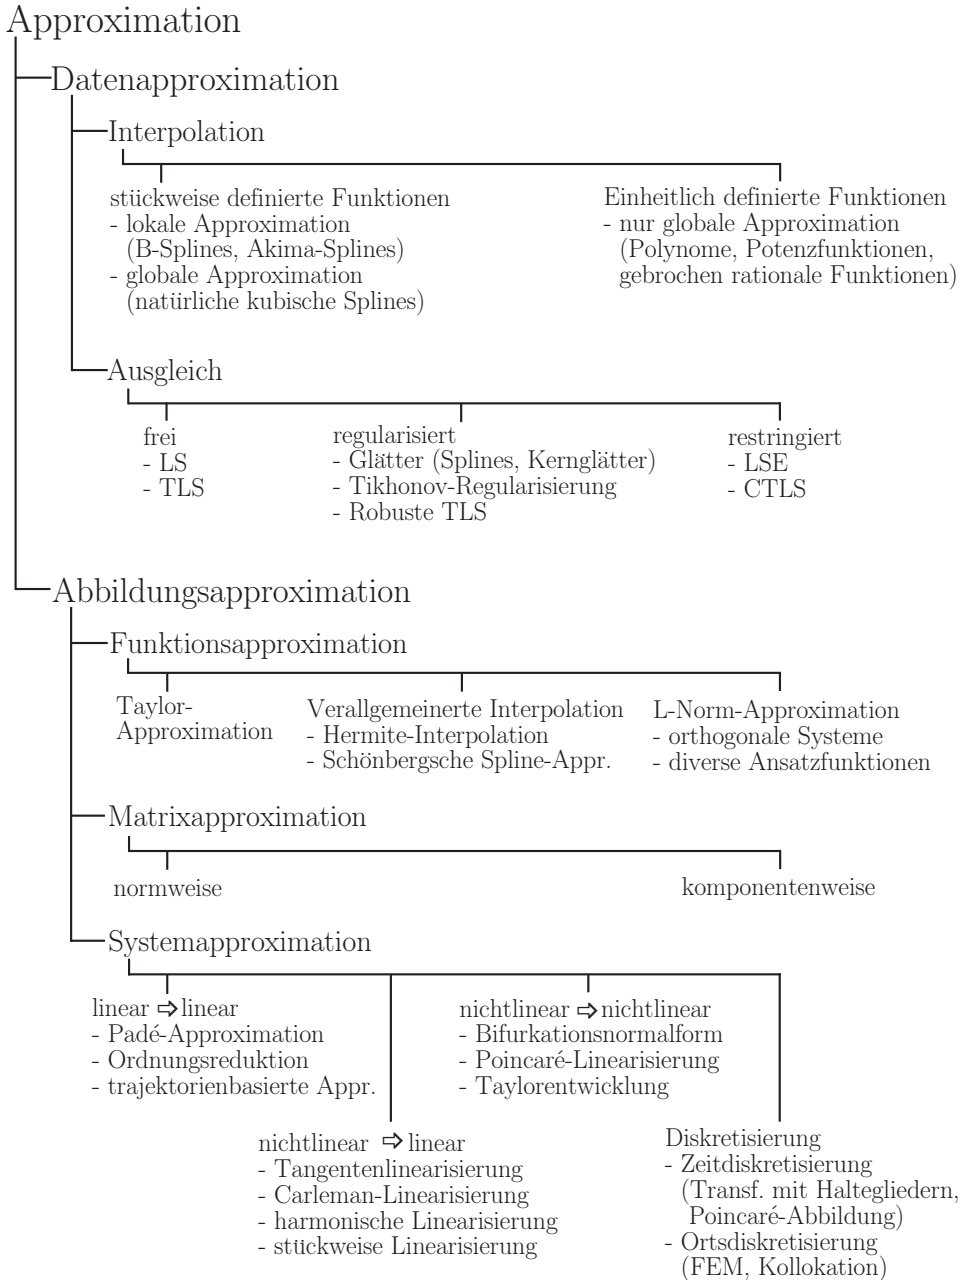 Approximation
Datenapproximation
Interpolation
stückweise definierte Funktionen
- lokale Approximation
(B-Splines, Akima-Splines)
- globale Approximation
(natürliche kubische Splines)
Einheitlich definierte Funktionen
- nur globale Approximation
(Polynome, Potenzfunktionen,
gebrochen rationale Funktionen)
Ausgleich
frei
- LS
- TLS
regularisiert
- Glätter (Splines, Kernglätter)
- Tikhonov-Regularisierung
- Robuste TLS
restringiert
- LSE
- CTLS
Abbildungsapproximation
Funktionsapproximation
Taylor-
Approximation
Verallgemeinerte Interpolation
- Hermite-Interpolation
- Schönbergsche Spline-Appr.
L-Norm-Approximation
- orthogonale Systeme
- diverse Ansatzfunktionen
Matrixapproximation
normweise
komponentenweise
Systemapproximation
linear ⇨ linear
- Padé-Approximation
- Ordnungsreduktion
- trajektorienbasierte Appr.
nichtlinear ⇨ nichtlinear
- Bifurkationsnormalform
- Poincaré-Linearisierung
- Taylorentwicklung
nichtlinear ⇨ linear
- Tangentenlinearisierung
- Carleman-Linearisierung
- harmonische Linearisierung
- stückweise Linearisierung
Diskretisierung
- Zeitdiskretisierung
(Transf. mit Haltegliedern,
Poincaré-Abbildung)
- Ortsdiskretisierung
(FEM, Kollokation)